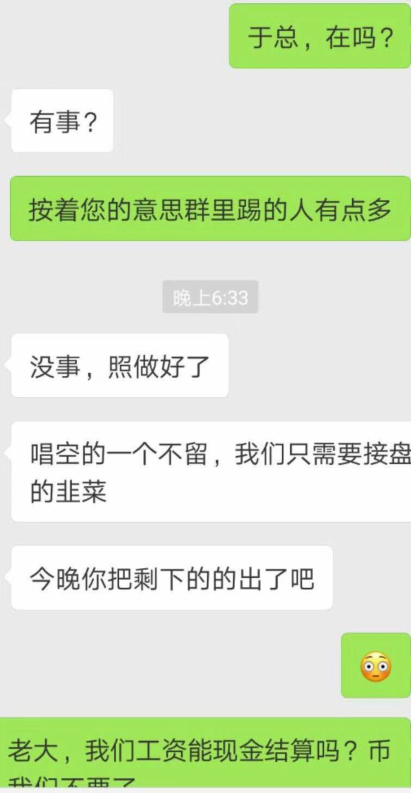 于总，在吗？
有事？
按着您的意思群里踢的人有点多
晚上6:33
没事，照做好了
唱空的一个不留，我们只需要接盘
的韭菜
今晚你把剩下的的出了吧
老大，我们工资能现金结算吗？币
我们不要了